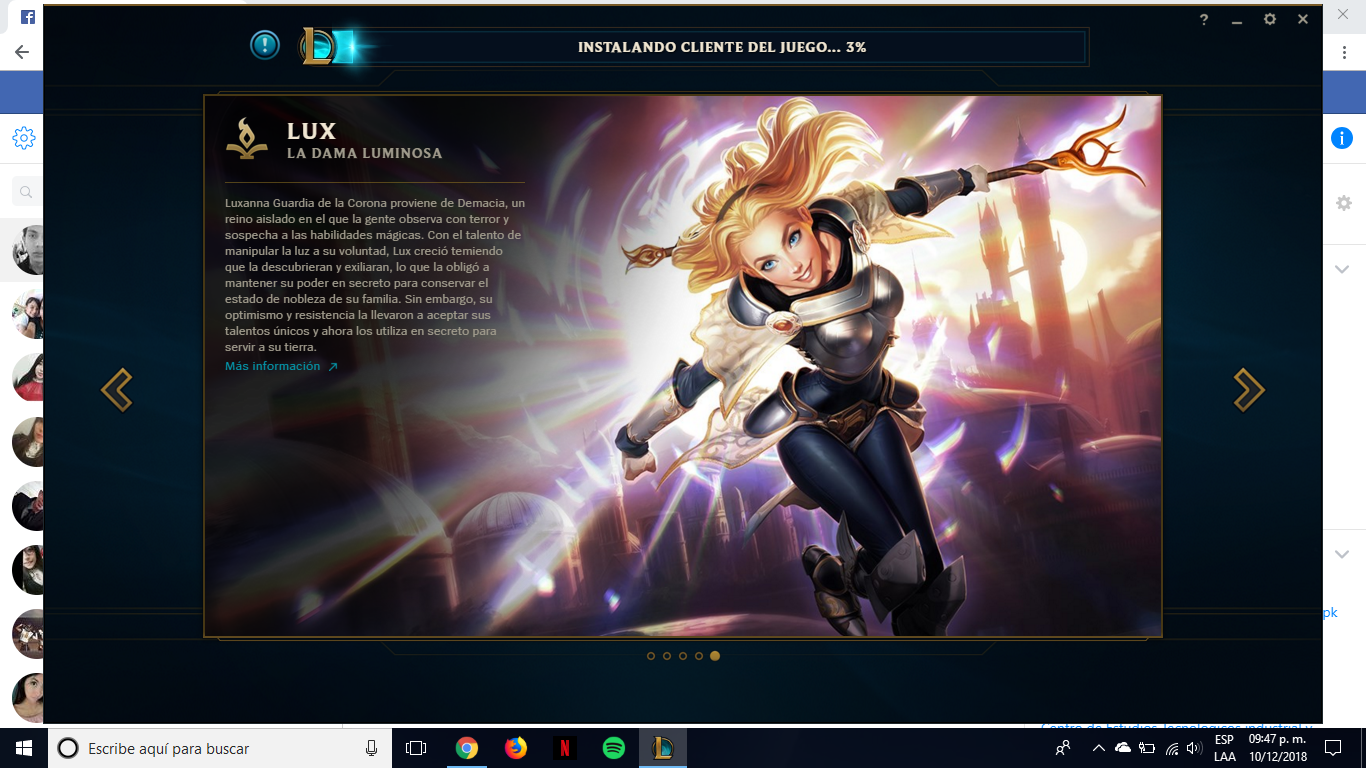 INSTALANDO CLIENTE DEL JUEGO... 3%
LUX
LA DAMA LUMINOSA
Luxanna Guardia de la Corona proviene de Demacia, un
reino aislado en el que la gente observa con terror y
sospecha a las habilidades mágicas. Con el talento de
manipular la luz a su voluntad, Lux creció temiendo
que la descubrieran y exiliaran, lo que la obligó a
mantener su poder en secreto para conservar el
estado de nobleza de su familia. Sin embargo, su
optimismo y resistencia la llevaron a aceptar sus
talentos únicos y ahora los utiliza en secreto para
servir a su tierra.
Más información
pk
Centro de Estudios Tecnologicos industrial y
Escribe aquí para buscar
ESP
LAA
09:47 p. m.
10/12/2018